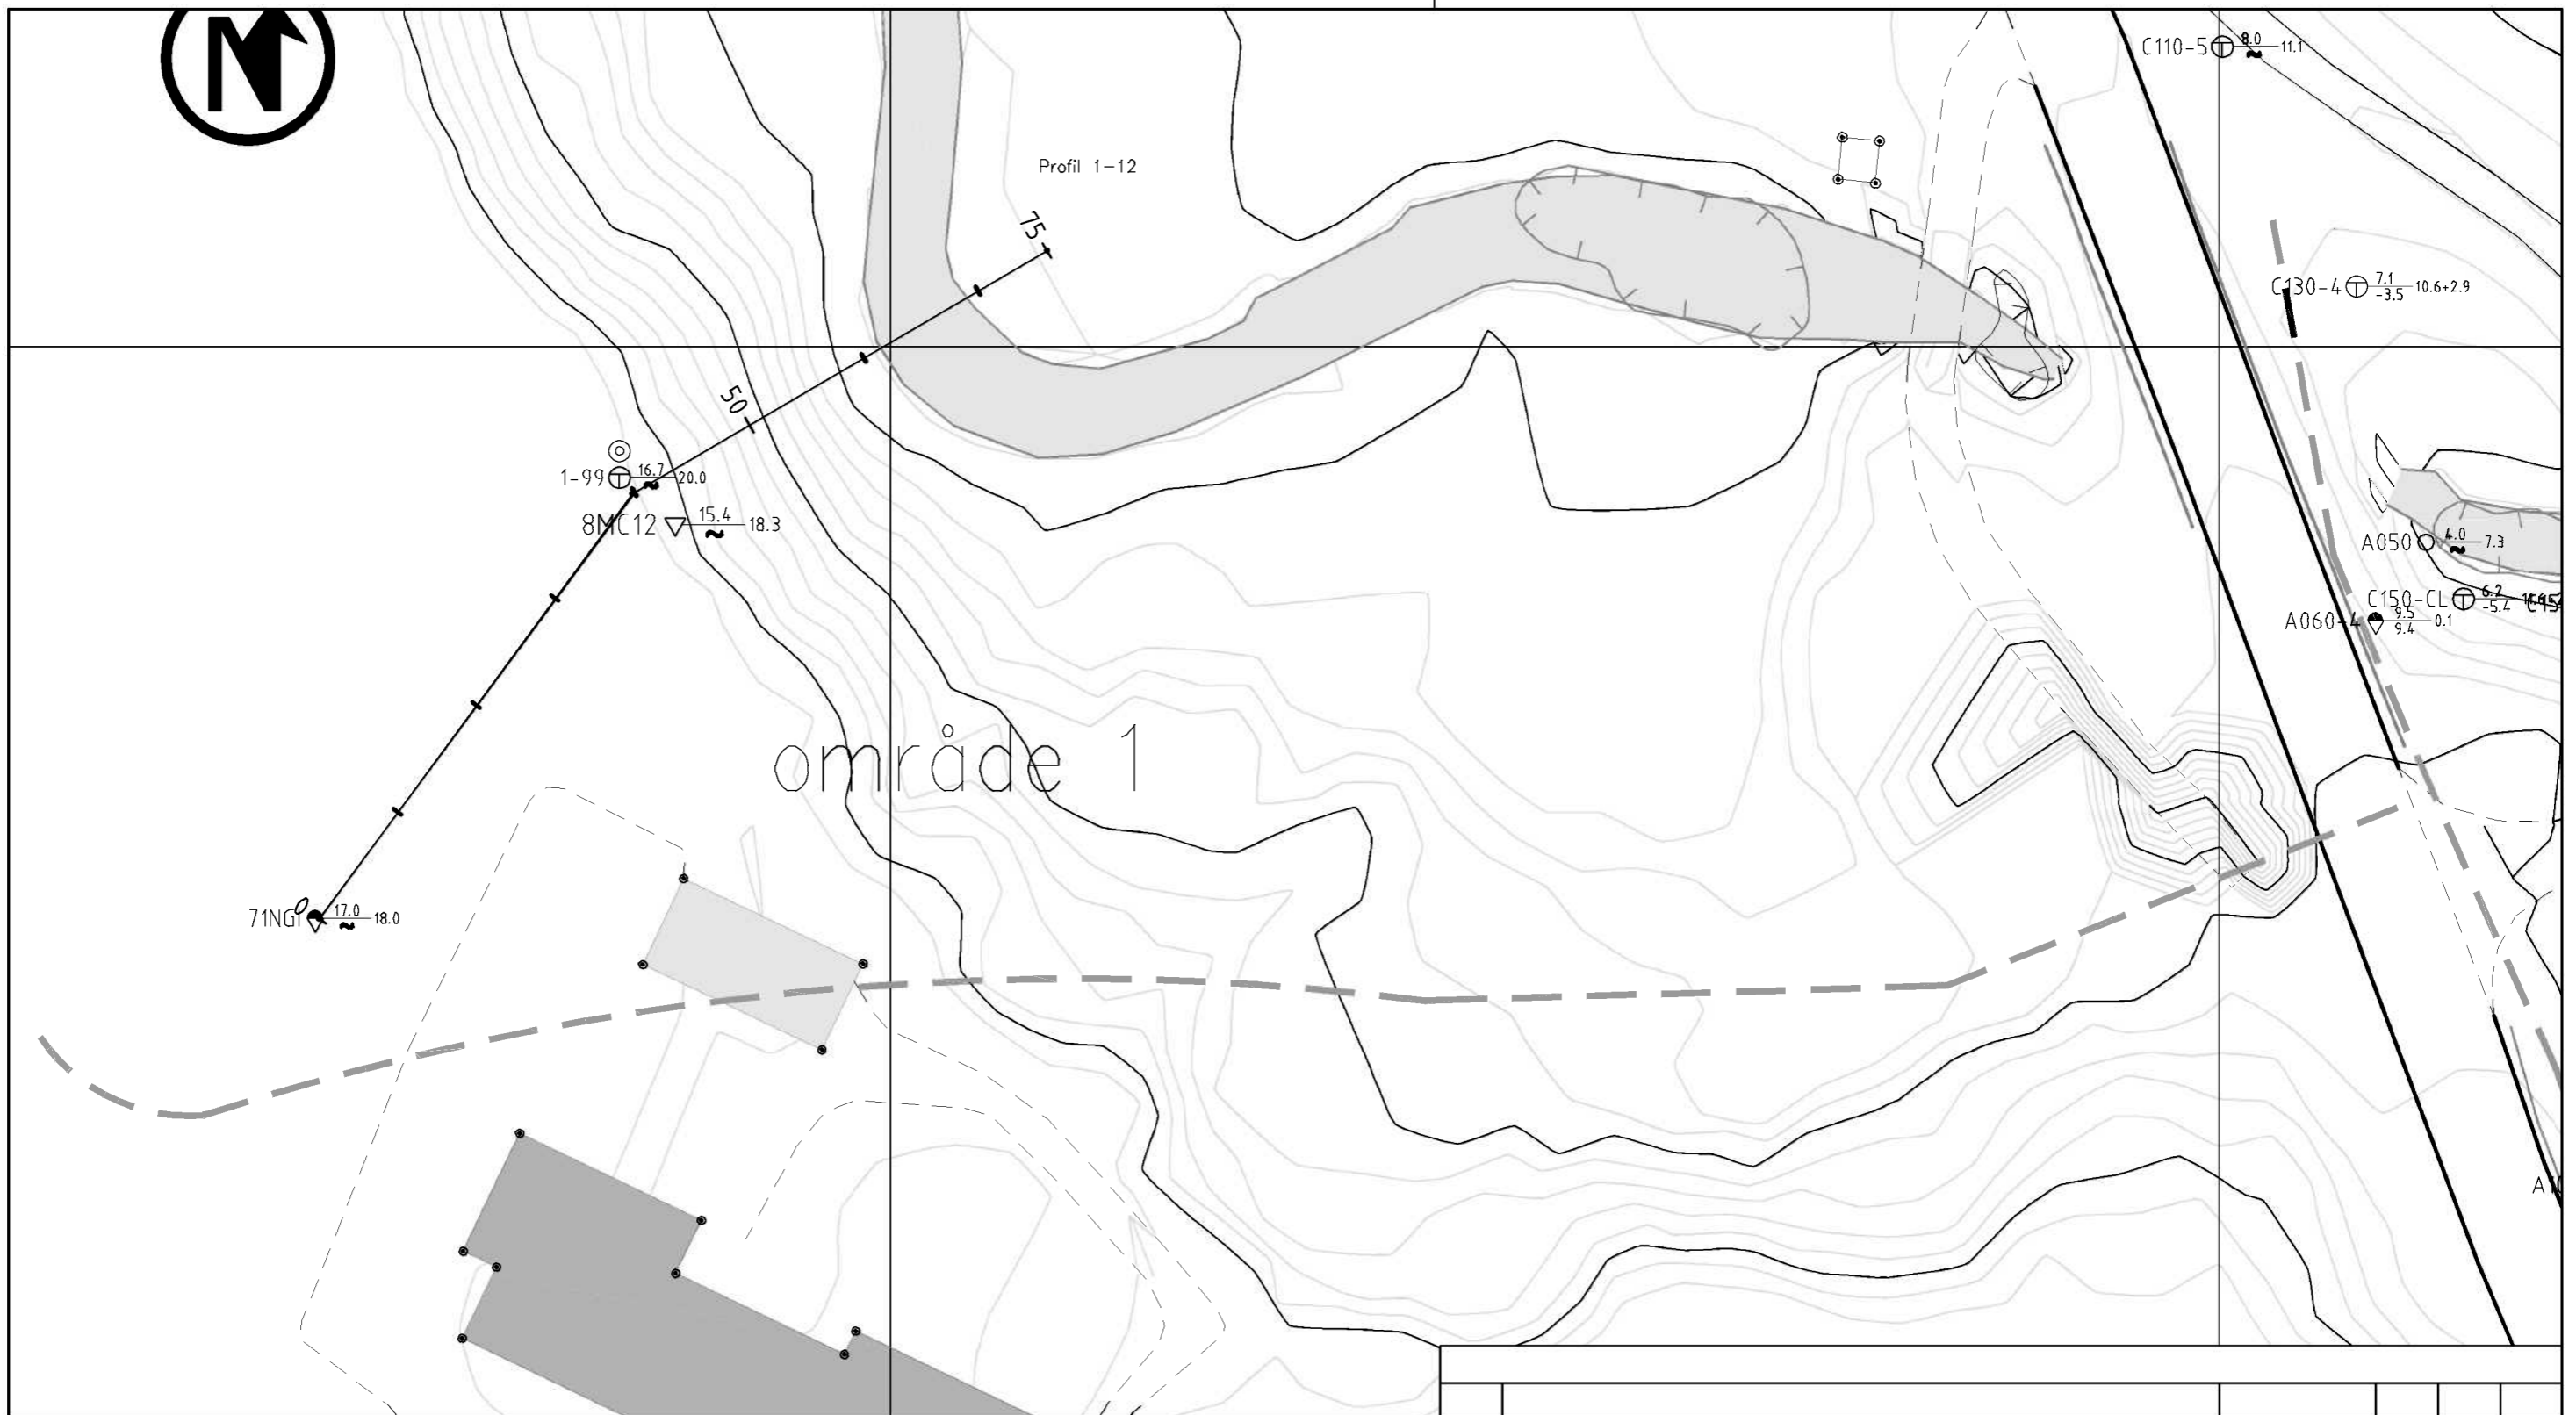 N
C110-5 8.0 11.1
Profil 1-12
75
C130-4 7.1 -3.5 10.6+2.9
50
1-99 16.7 20.0
8MC12 15.4 18.3
A050 4.0 7.3
C150-CL 6.2 -5.4
A060-4 9.5 9.4 0.1
område 1
0
71NGI 17.0 18.0